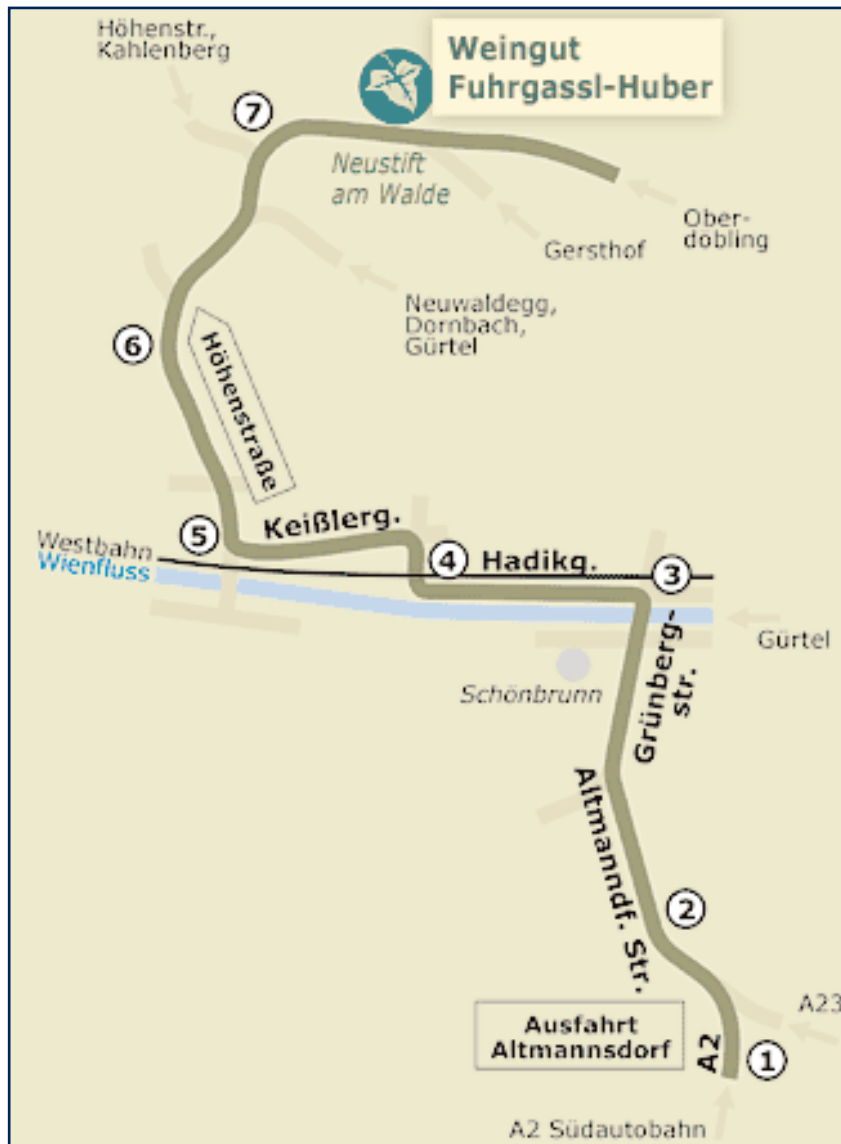 Höhenstr.,
Kahlenberg
Weingut
Fuhrgassl-Huber
7
Neustift
am Walde
Ober-
döbling
Gersthof
Neuwaldegg,
Dornbach,
Gürtel
6
Höhenstraße
Keißlerg.
5
Westbahn
Wienfluss
4
Hadikg.
3
Gürtel
Grünberg-
str.
Schönbrunn
Altmanndf. Str.
2
A23
Ausfahrt
Altmannsdorf
A2
1
A2 Südautobahn